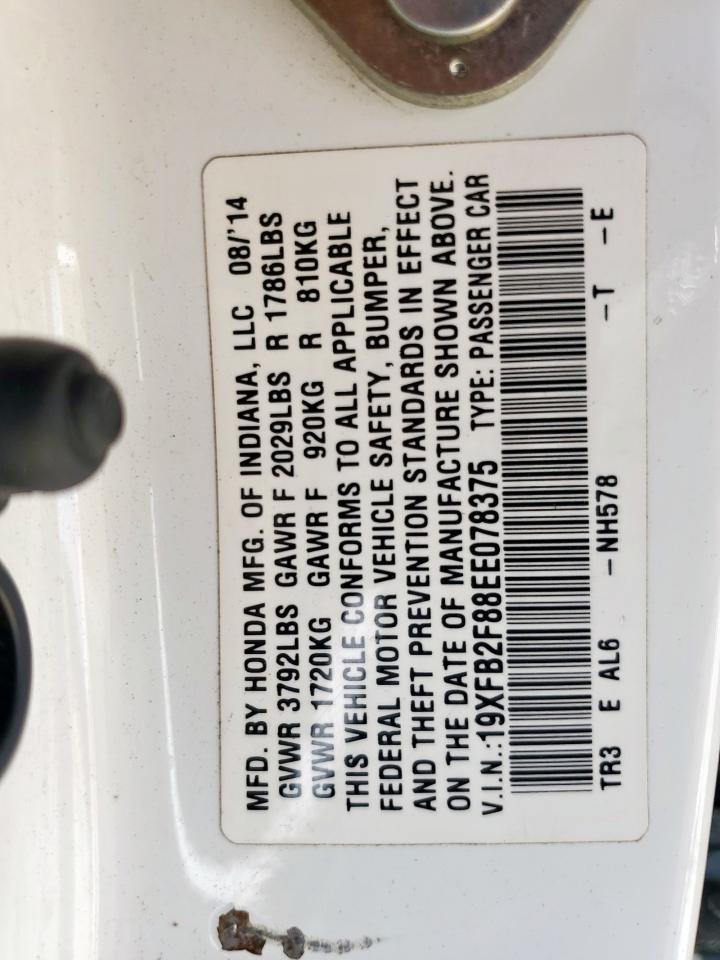 MFD. BY HONDA MFG. OF INDIANA, LLC 08/'14
GVWR 3792LBS GAWR F 2029LBS R 1786LBS
GVWR 1720KG GAWR F 920KG R 810KG
THIS VEHICLE CONFORMS TO ALL APPLICABLE
FEDERAL MOTOR VEHICLE SAFETY, BUMPER,
AND THEFT PREVENTION STANDARDS IN EFFECT
ON THE DATE OF MANUFACTURE SHOWN ABOVE.
V.I.N.:19XFB2F88EE078375 TYPE: PASSENGER CAR
TR3 E AL6 -NH578 -T -E